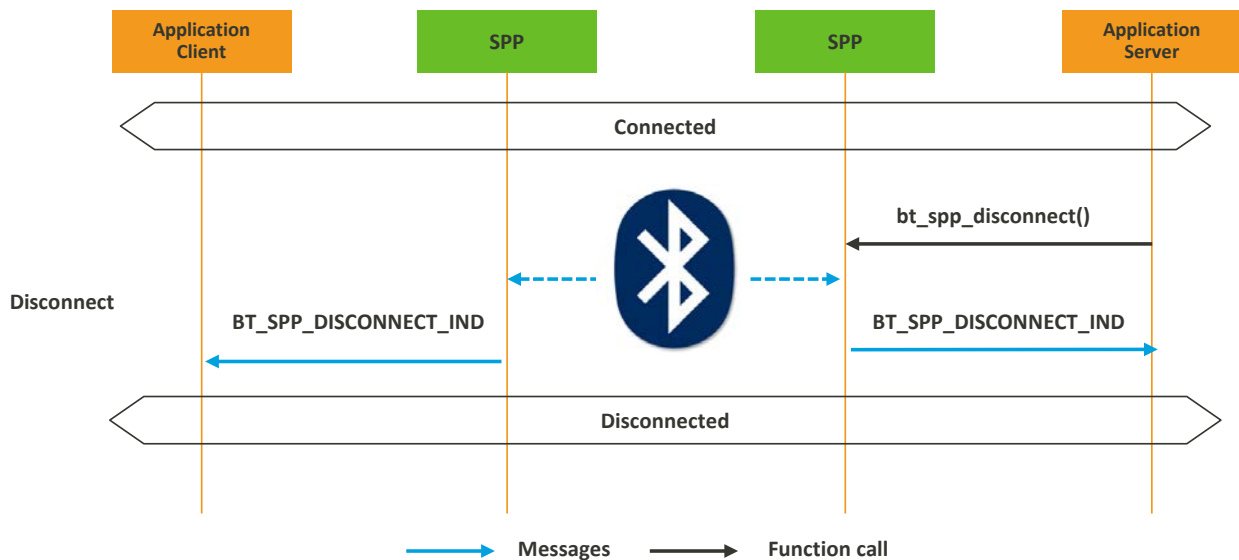 Application
Client
SPP
SPP
Application
Server
Connected
bt_spp_disconnect()
Disconnect
BT_SPP_DISCONNECT_IND
BT_SPP_DISCONNECT_IND
Disconnected
Messages
Function call